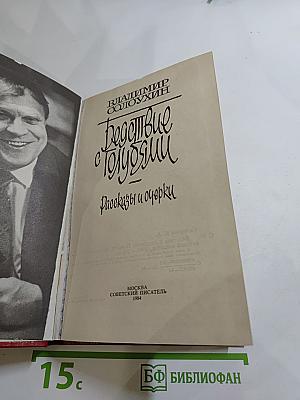 ВЛАДИМИР
СОЛОУХИН
Бедствие
с голубями
Рассказы и очерки
МОСКВА
СОВЕТСКИЙ ПИСАТЕЛЬ
1984
15с
БФ БИБЛИОФАН